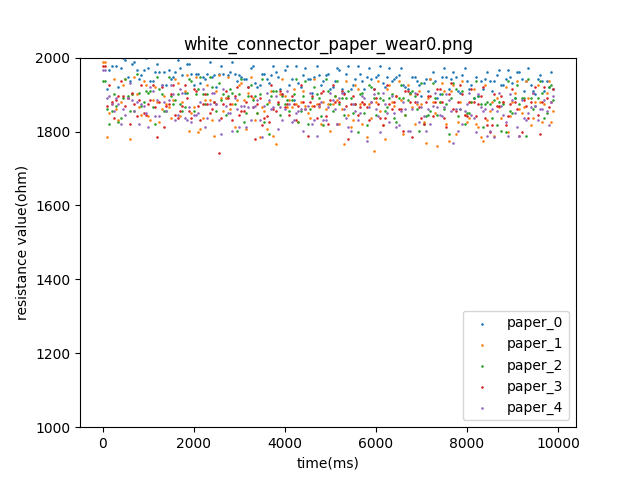 white_connector_paper_wear0.png
resistance value(ohm)
2000
1800
1600
1400
1200
1000
paper_0
paper_1
paper_2
paper_3
paper_4
0
2000
4000
6000
8000
10000
time(ms)